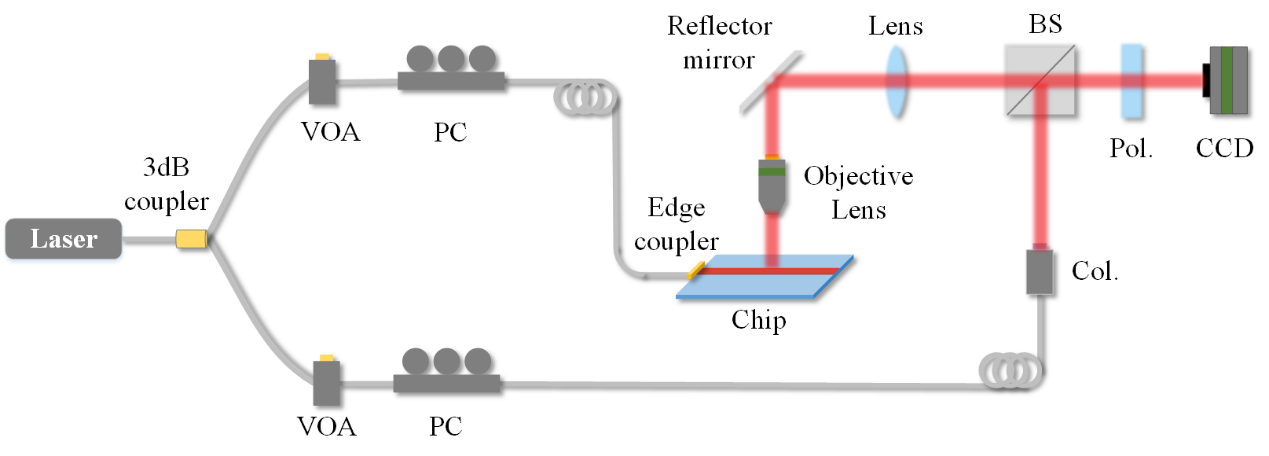 Reflector
mirror
Lens
BS
VOA
PC
Pol.
CCD
3dB
coupler
Objective
Lens
Edge
coupler
Laser
Col.
Chip
VOA
PC